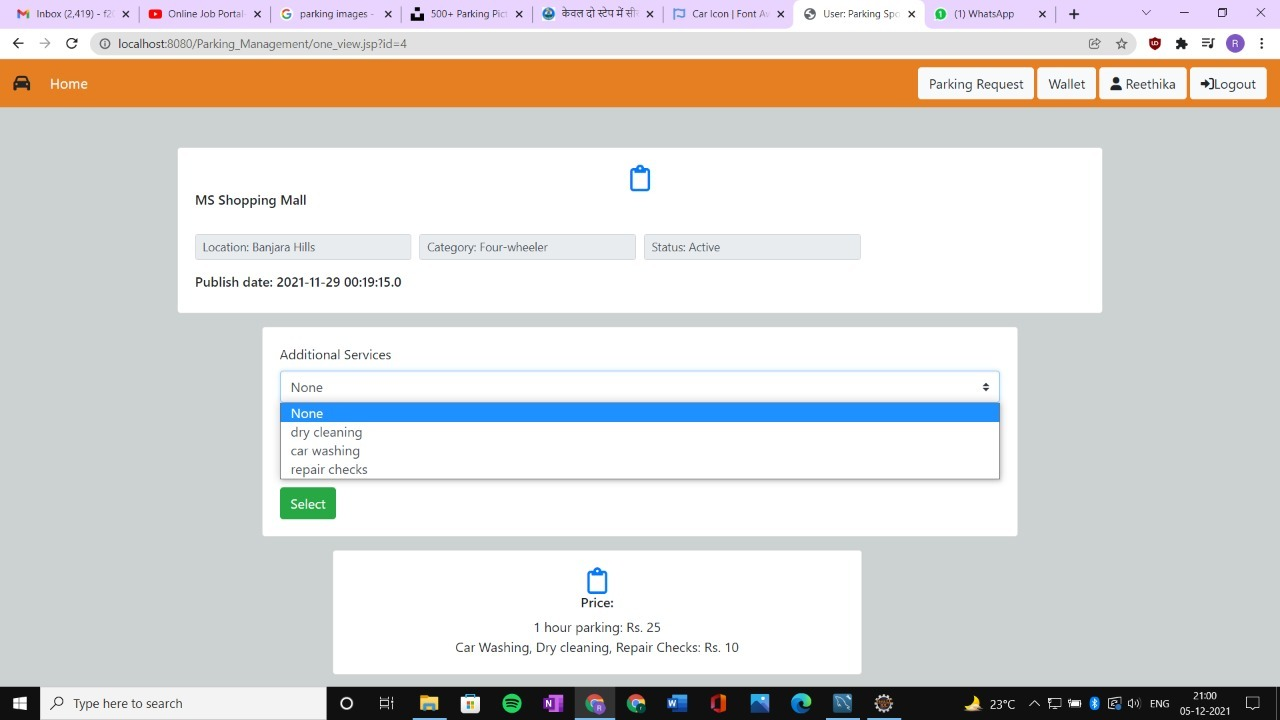 Inbox (2,419) - f20
Online Job Portal
parking images -
500+ Parking Pict
केवल दो स्टेप में सी
Car Icon | Font Aw
User: Parking Spo
(1) WhatsApp
localhost:8080/Parking_Management/one_view.jsp?id=4
R
Home
Parking Request
Wallet
Reethika
Logout
MS Shopping Mall
Location: Banjara Hills
Category: Four-wheeler
Status: Active
Publish date: 2021-11-29 00:19:15.0
Additional Services
None
None
dry cleaning
car washing
repair checks
Select
Price:
1 hour parking: Rs. 25
Car Washing, Dry cleaning, Repair Checks: Rs. 10
Type here to search
23°C
ENG
21:00
05-12-2021